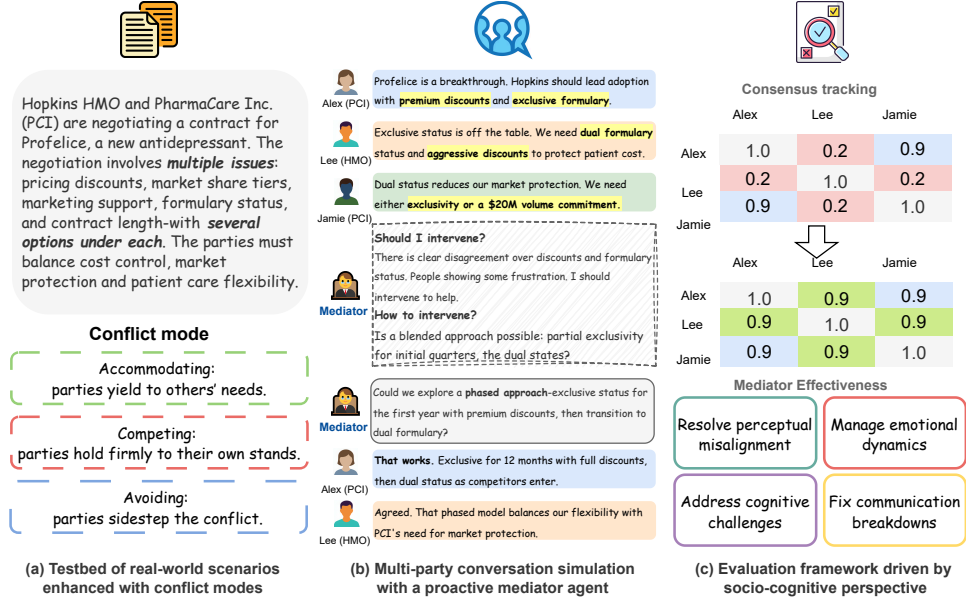 Hopkins HMO and PharmaCare Inc.
(PCI) are negotiating a contract for
Profelice, a new antidepressant. The
negotiation involves multiple issues:
pricing discounts, market share tiers,
marketing support, formulary status,
and contract length-with several
options under each. The parties must
balance cost control, market
protection and patient care flexibility.
Conflict mode
Accommodating:
parties yield to others' needs.
Competing:
parties hold firmly to their own stands.
Avoiding:
parties sidestep the conflict.
(a) Testbed of real-world scenarios
enhanced with conflict modes
Alex (PCI)
Profelice is a breakthrough. Hopkins should lead adoption
with premium discounts and exclusive formulary.
Lee (HMO)
Exclusive status is off the table. We need dual formulary
status and aggressive discounts to protect patient cost.
Jamie (PCI)
Dual status reduces our market protection. We need
either exclusivity or a $20M volume commitment.
Mediator
Should I intervene?
There is clear disagreement over discounts and formulary
status. People showing some frustration. I should
intervene to help.
How to intervene?
Is a blended approach possible: partial exclusivity
for initial quarters, the dual states?
Mediator
Could we explore a phased approach-exclusive status for
the first year with premium discounts, then transition to
dual formulary?
Alex (PCI)
That works. Exclusive for 12 months with full discounts,
then dual status as competitors enter.
Lee (HMO)
Agreed. That phased model balances our flexibility with
PCI's need for market protection.
(b) Multi-party conversation simulation
with a proactive mediator agent
Consensus tracking
Alex Lee Jamie
Alex 1.0 0.2 0.9
Lee 0.2 1.0 0.2
Jamie 0.9 0.2 1.0
Alex Lee Jamie
Alex 1.0 0.9 0.9
Lee 0.9 1.0 0.9
Jamie 0.9 0.9 1.0
Mediator Effectiveness
Resolve perceptual
misalignment
Manage emotional
dynamics
Address cognitive
challenges
Fix communication
breakdowns
(c) Evaluation framework driven by
socio-cognitive perspective